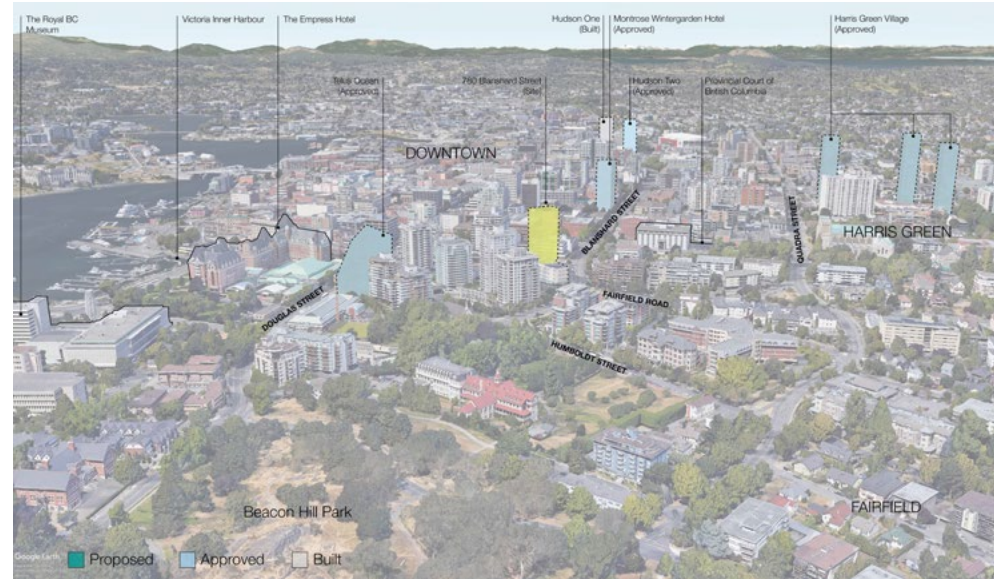 The Royal BC
Museum
Victoria Inner Harbour
The Empress Hotel
Hudson One
(Built)
Montrose Wintergarden Hotel
(Approved)
Harris Green Village
(Approved)
Telus Ocean
(Approved)
780 Blanshard Street
(Site)
Hudson Two
(Approved)
Provincial Court of
British Columbia
DOWNTOWN
BLANSHARD STREET
QUADRA STREET
HARRIS GREEN
DOUGLAS STREET
FAIRFIELD ROAD
HUMBOLDT STREET
Beacon Hill Park
FAIRFIELD
Google Earth
Proposed
Approved
Built